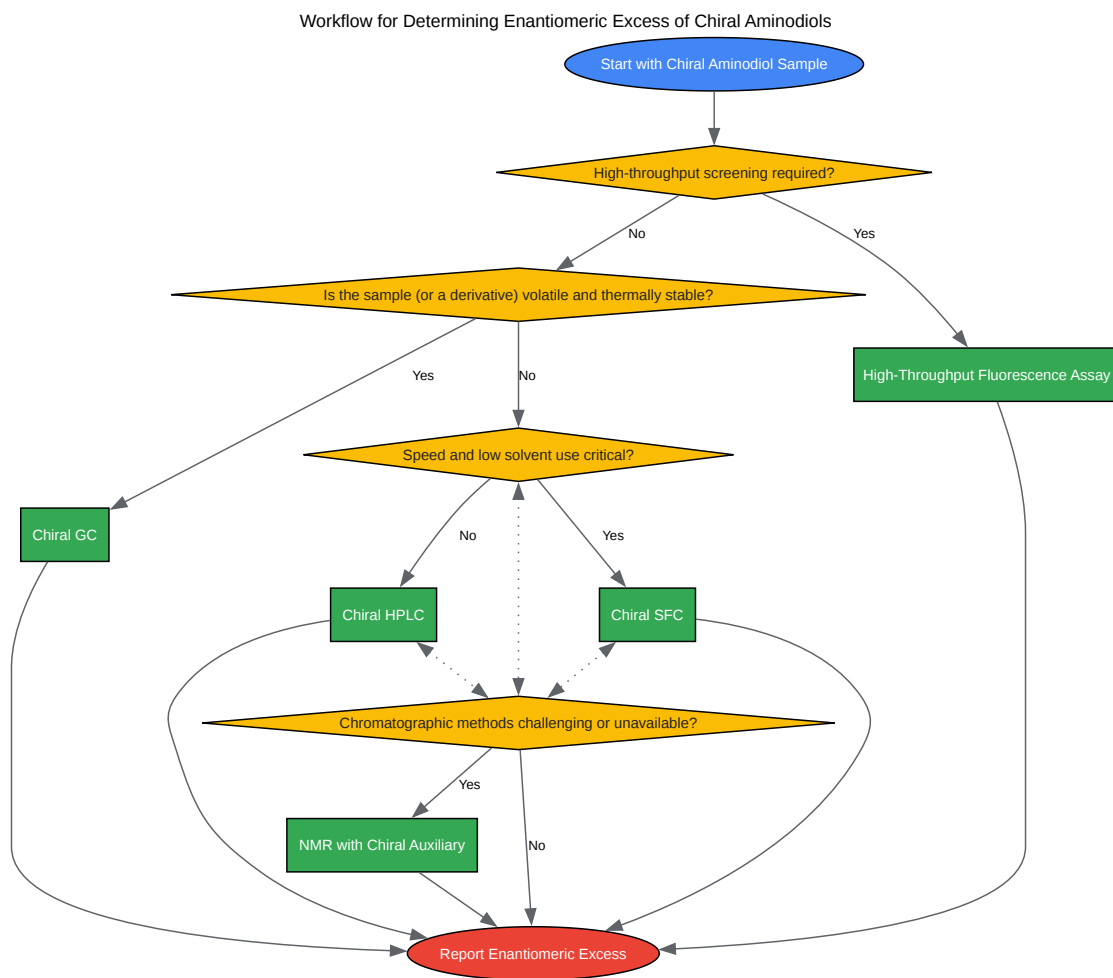 Workflow for Determining Enantiomeric Excess of Chiral Aminodiols
Start with Chiral Aminodiol Sample
High-throughput screening required?
No
Yes
Is the sample (or a derivative) volatile and thermally stable?
Yes
No
High-Throughput Fluorescence Assay
Speed and low solvent use critical?
Chiral GC
No
Yes
Chiral HPLC
Chiral SFC
Chromatographic methods challenging or unavailable?
Yes
NMR with Chiral Auxiliary
No
Report Enantiomeric Excess